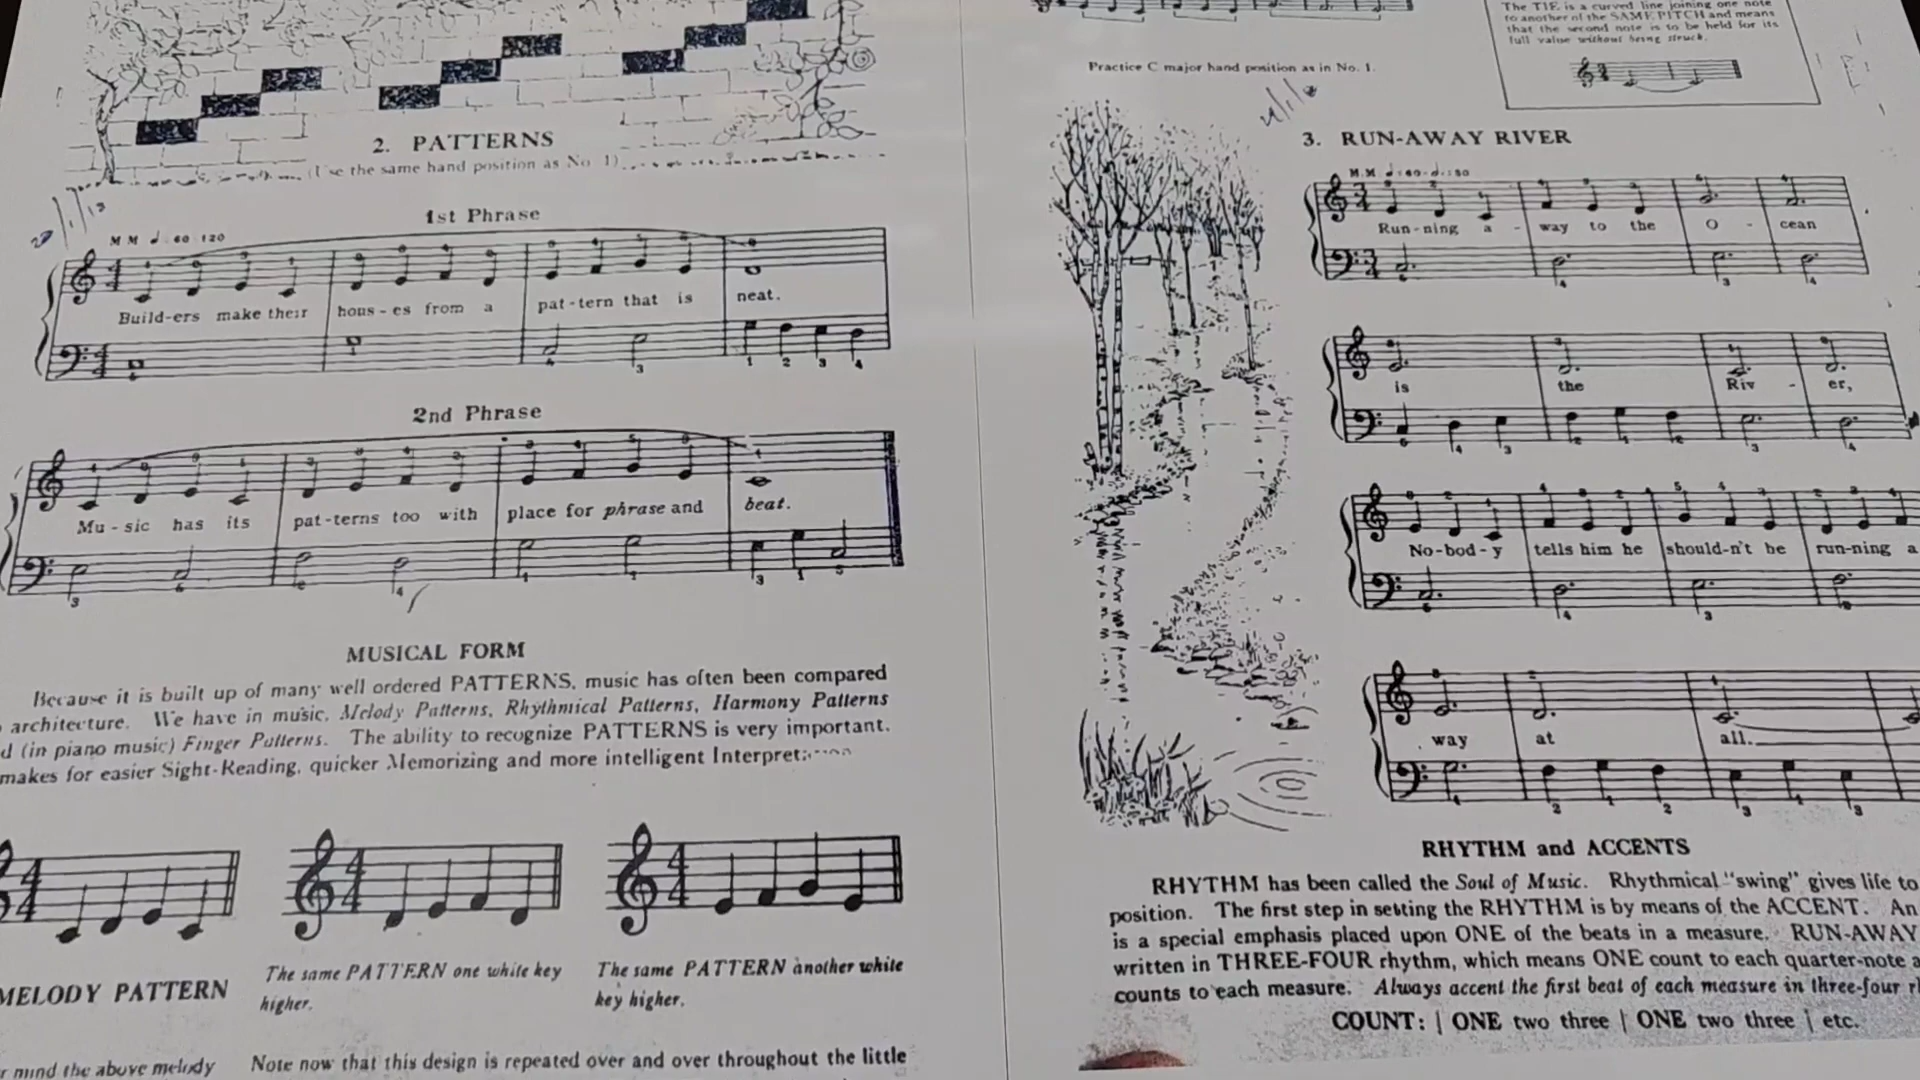 2. PATTERNS
(Use the same hand position as No. 1)
1st Phrase
M M 60 120
Build-ers make their hous-es from a pat-tern that is neat.
2nd Phrase
Mu-sic has its pat-terns too with place for phrase and beat.
MUSICAL FORM
Because it is built up of many well ordered PATTERNS, music has often been compared
architecture. We have in music, Melody Patterns, Rhythmical Patterns, Harmony Patterns
d (in piano music) Finger Patterns. The ability to recognize PATTERNS is very important.
makes for easier Sight-Reading, quicker Memorizing and more intelligent
MELODY PATTERN
The same PATTERN one white key
higher.
The same PATTERN another white
key higher.
mind the above melody
Note now that this design is repeated over and over throughout the little
The TIE is a curved line joining one note
to another of the SAME PITCH and means
that the second note is to be held for its
full value without being struck.
Practice C major hand position as in No. 1.
3. RUN-AWAY RIVER
Run-ning a-way to the O-cean
is the Riv-er,
No-bod-y tells him he should-n't be run-ning a
way at all.
RHYTHM and ACCENTS
RHYTHM has been called the Soul of Music. Rhythmical "swing" gives life to
position. The first step in setting the RHYTHM is by means of the ACCENT. An
is a special emphasis placed upon ONE of the beats in a measure. RUN-AWAY
written in THREE-FOUR rhythm, which means ONE count to each quarter-note a
counts to each measure. Always accent the first beat of each measure in three-four
COUNT: | ONE two three | ONE two three | etc.